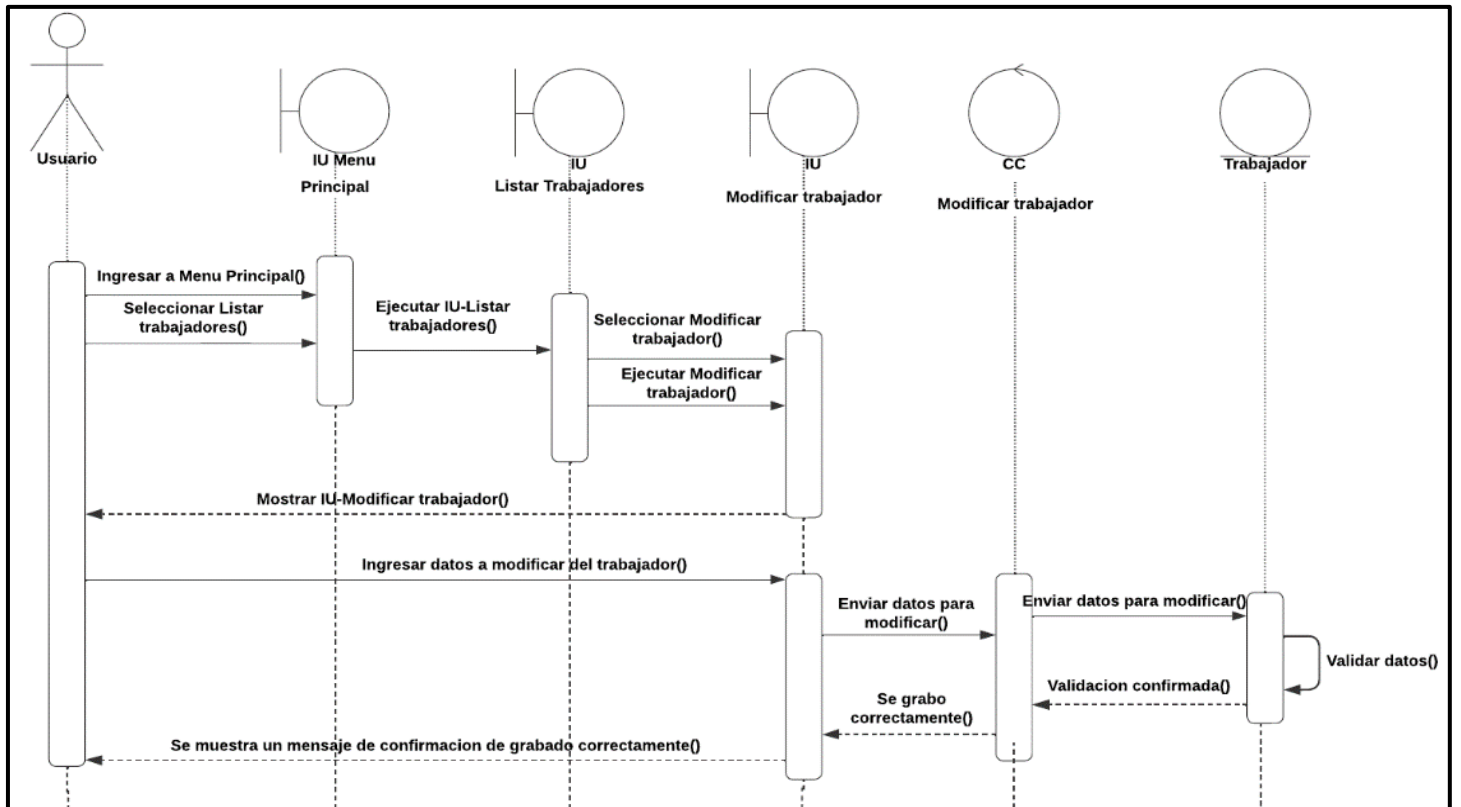 Usuario
IU Menu
Principal
IU
Listar Trabajadores
IU
Modificar trabajador
CC
Modificar trabajador
Trabajador
Ingresar a Menu Principal()
Seleccionar Listar
trabajadores()
Ejecutar IU-Listar
trabajadores()
Seleccionar Modificar
trabajador()
Ejecutar Modificar
trabajador()
Mostrar IU-Modificar trabajador()
Ingresar datos a modificar del trabajador()
Enviar datos para
modificar()
Enviar datos para modificar()
Validar datos()
Validacion confirmada()
Se grabo
correctamente()
Se muestra un mensaje de confirmacion de grabado correctamente()